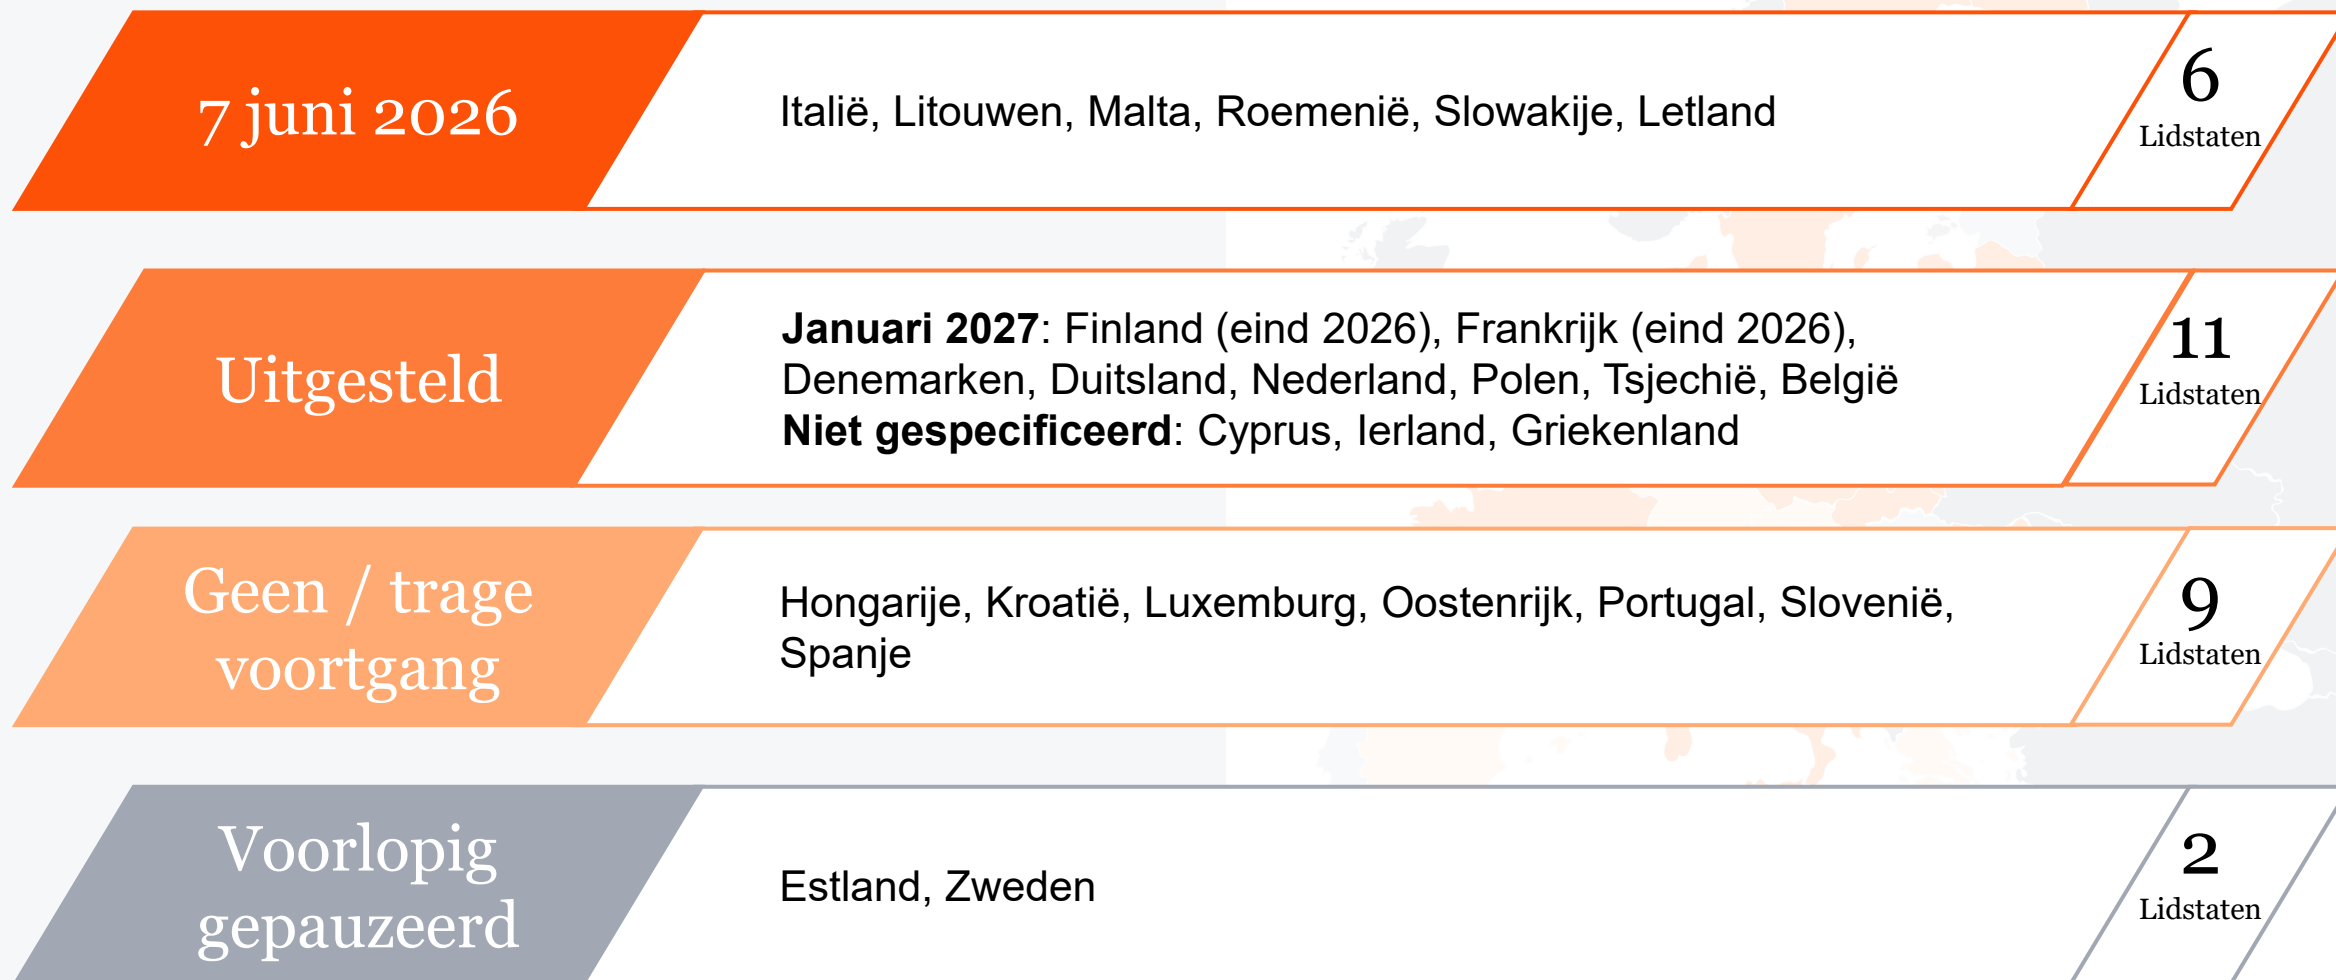 7 juni 2026
Italië, Litouwen, Malta, Roemenië, Slowakije, Letland
6
Lidstaten
Uitgesteld
Januari 2027: Finland (eind 2026), Frankrijk (eind 2026),
Denemarken, Duitsland, Nederland, Polen, Tsjechië, België
Niet gespecificeerd: Cyprus, Ierland, Griekenland
11
Lidstaten
Geen / trage
voortgang
Hongarije, Kroatië, Luxemburg, Oostenrijk, Portugal, Slovenië,
Spanje
9
Lidstaten
Voorlopig
gepauzeerd
Estland, Zweden
2
Lidstaten